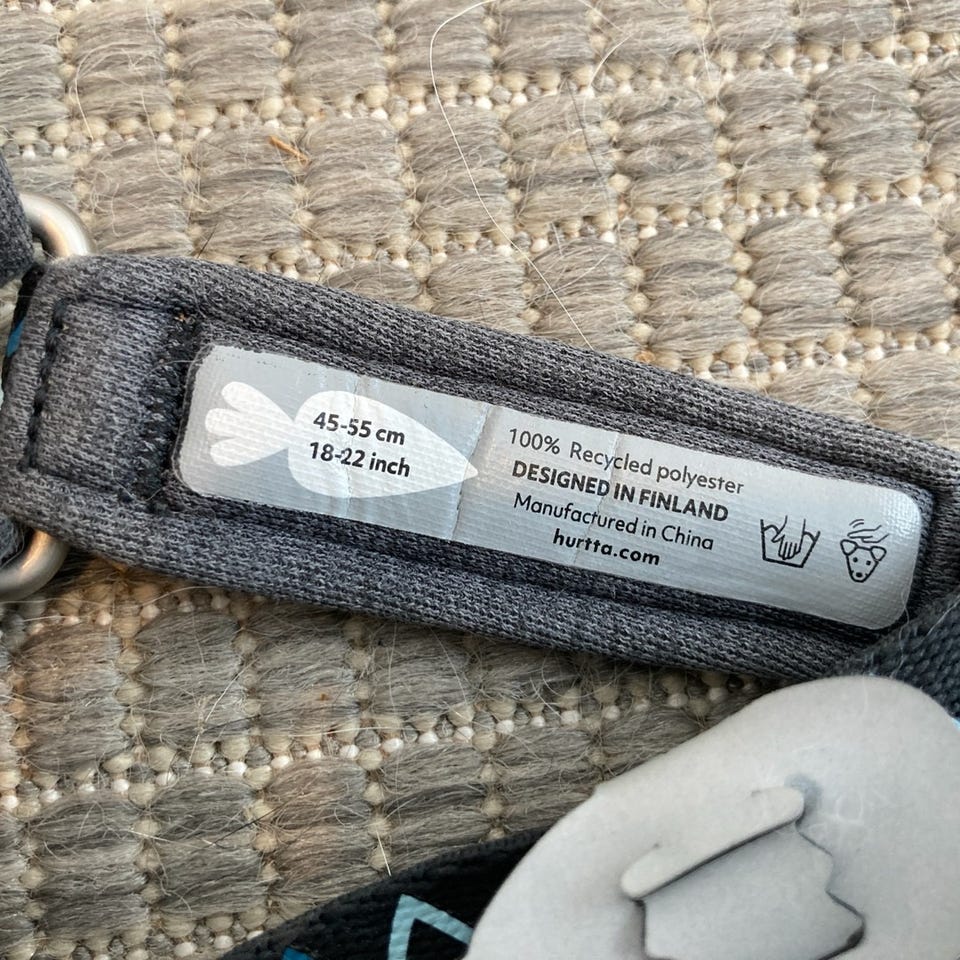 45-55 cm
18-22 inch
100% Recycled polyester
DESIGNED IN FINLAND
Manufactured in China
hurtta.com